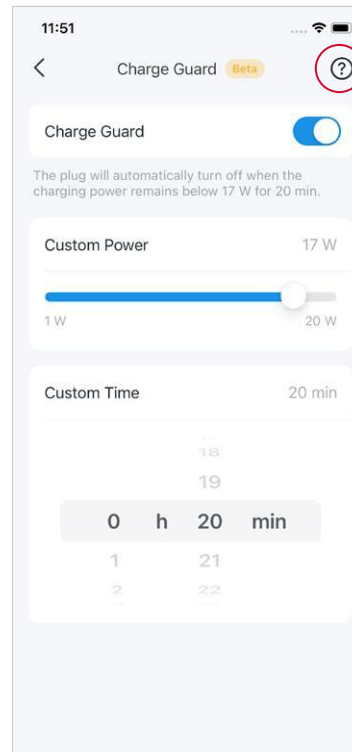 11:51
Charge Guard Beta
?
Charge Guard
The plug will automatically turn off when the
charging power remains below 17 W for 20 min.
Custom Power 17 W
1 W 20 W
Custom Time 20 min
18
19
0 h 20 min
1 21
2 22